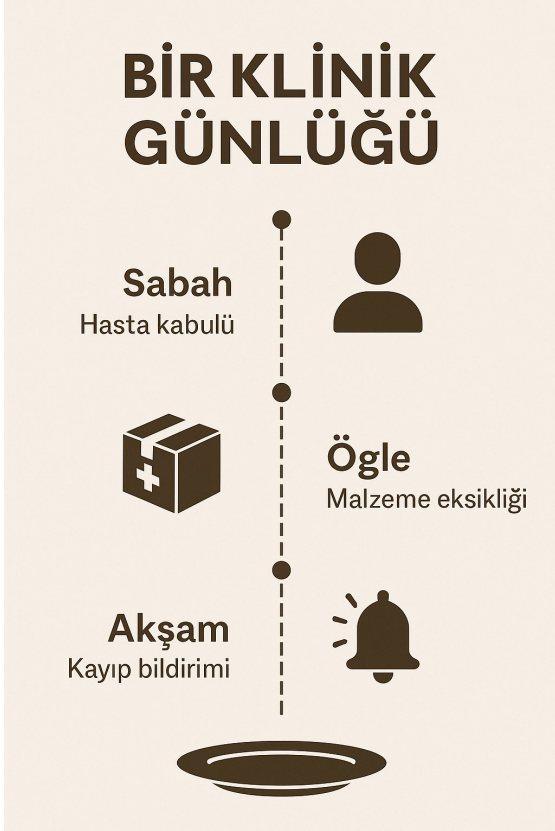 BİR KLİNİK
GÜNLÜĞÜ
Sabah
Hasta kabulü
Ögle
Malzeme eksikliği
Akşam
Kayıp bildirimi